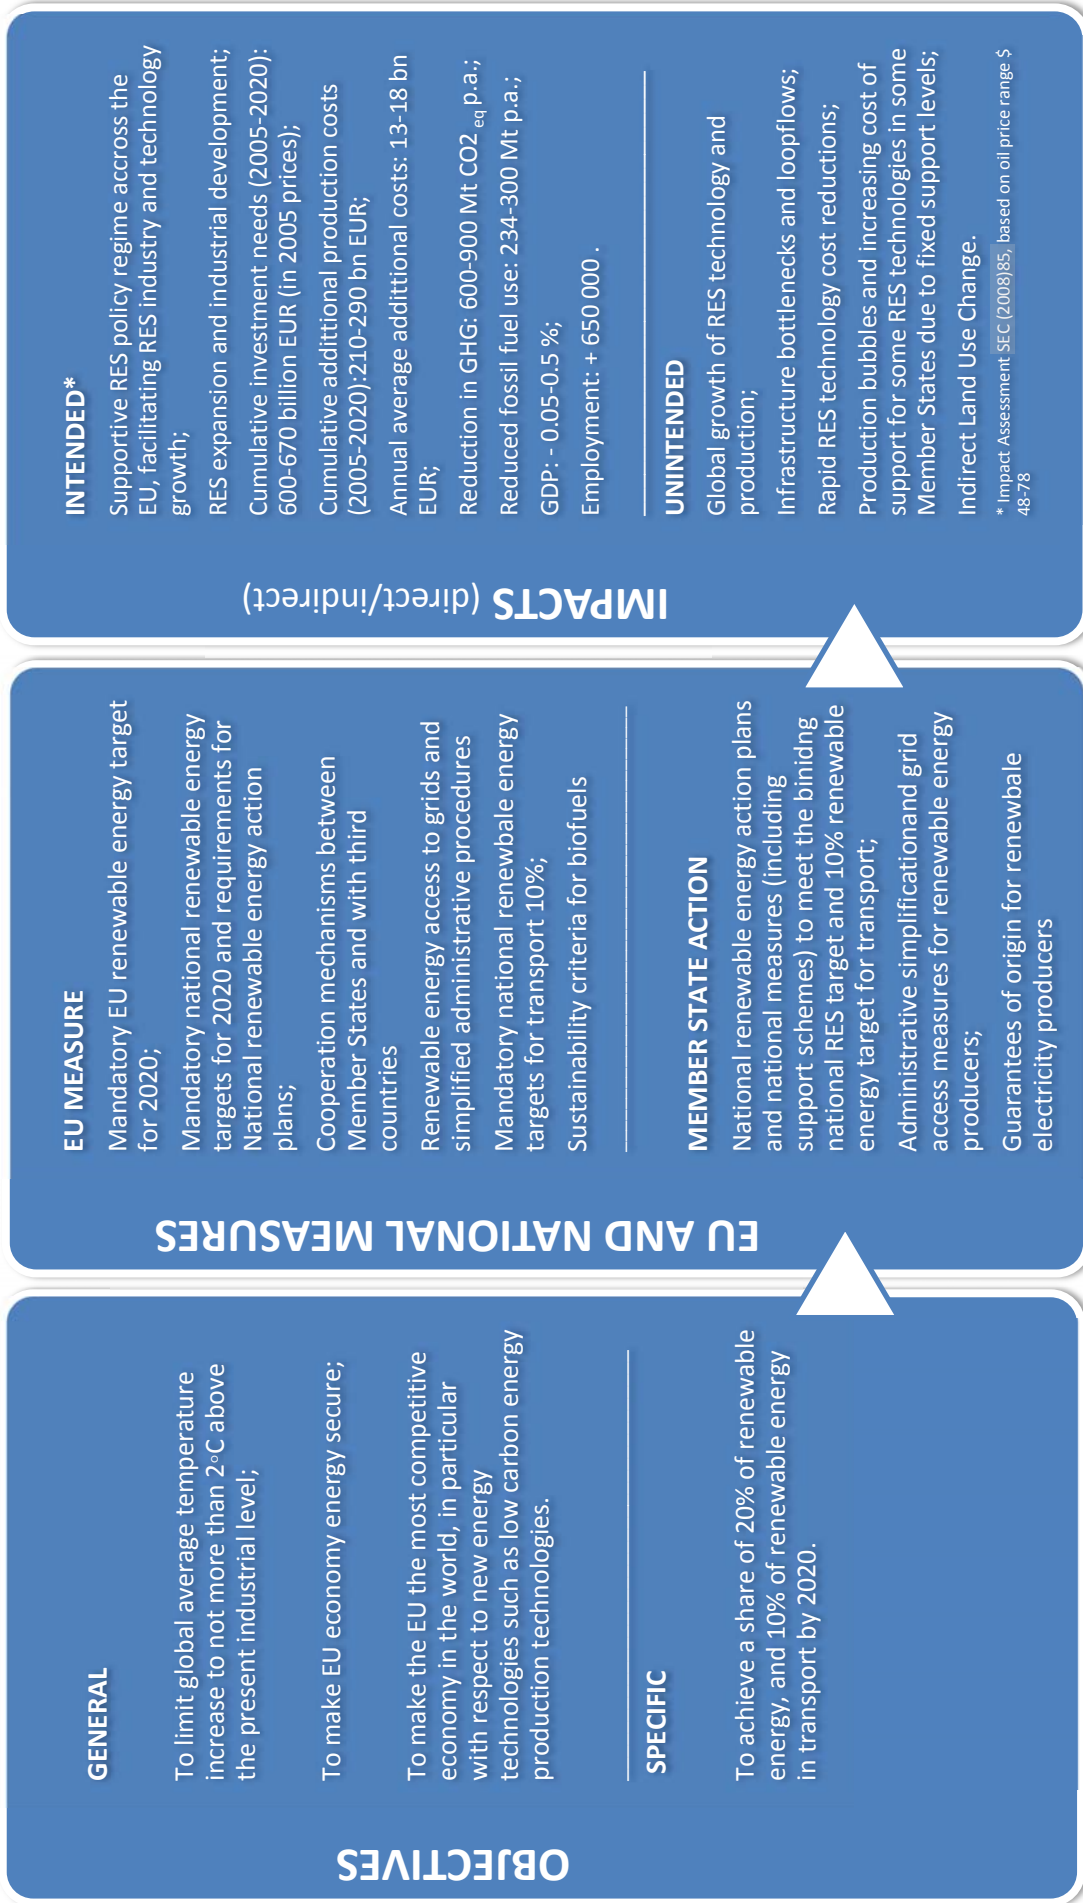 OBJECTIVES
GENERAL
To limit global average temperature
increase to not more than 2°C above
the present industrial level;
To make EU economy energy secure;
To make the EU the most competitive
economy in the world, in particular
with respect to new energy
technologies such as low carbon energy
production technologies.
SPECIFIC
To achieve a share of 20% of renewable
energy, and 10% of renewable energy
in transport by 2020.
EU AND NATIONAL MEASURES
EU MEASURE
Mandatory EU renewable energy target
for 2020;
Mandatory national renewable energy
targets for 2020 and requirements for
National renewable energy action
plans;
Cooperation mechanisms between
Member States and with third
countries
Renewable energy access to grids and
simplified administrative procedures
Mandatory national renewbale energy
targets for transport 10%;
Sustainability criteria for biofuels
MEMBER STATE ACTION
National renewable energy action plans
and national measures (including
support schemes) to meet the binidng
national RES target and 10% renewable
energy target for transport;
Administrative simplificationand grid
access measures for renewable energy
producers;
Guarantees of origin for renewbale
electricity producers
IMPACTS (direct/indirect)
INTENDED*
Supportive RES policy regime accross the
EU, facilitating RES industry and technology
growth;
RES expansion and industrial development;
Cumulative investment needs (2005-2020):
600-670 billion EUR (in 2005 prices);
Cumulative addittional production costs
(2005-2020):210-290 bn EUR;
Annual average addittional costs: 13-18 bn
EUR;
Reduction in GHG: 600-900 Mt CO2 eq p.a.;
Reduced fossil fuel use: 234-300 Mt p.a.;
GDP: - 0.05-0.5 %;
Employment: + 650 000 .
UNINTENDED
Global growth of RES technology and
production;
Infrastructure bottlenecks and loopflows;
Rapid RES technology cost reductions;
Production bubbles and increasing cost of
support for some RES technologies in some
Member States due to fixed support levels;
Indirect Land Use Change.
* Impact Assessment SEC (2008)85, based on oil price range $
48-78